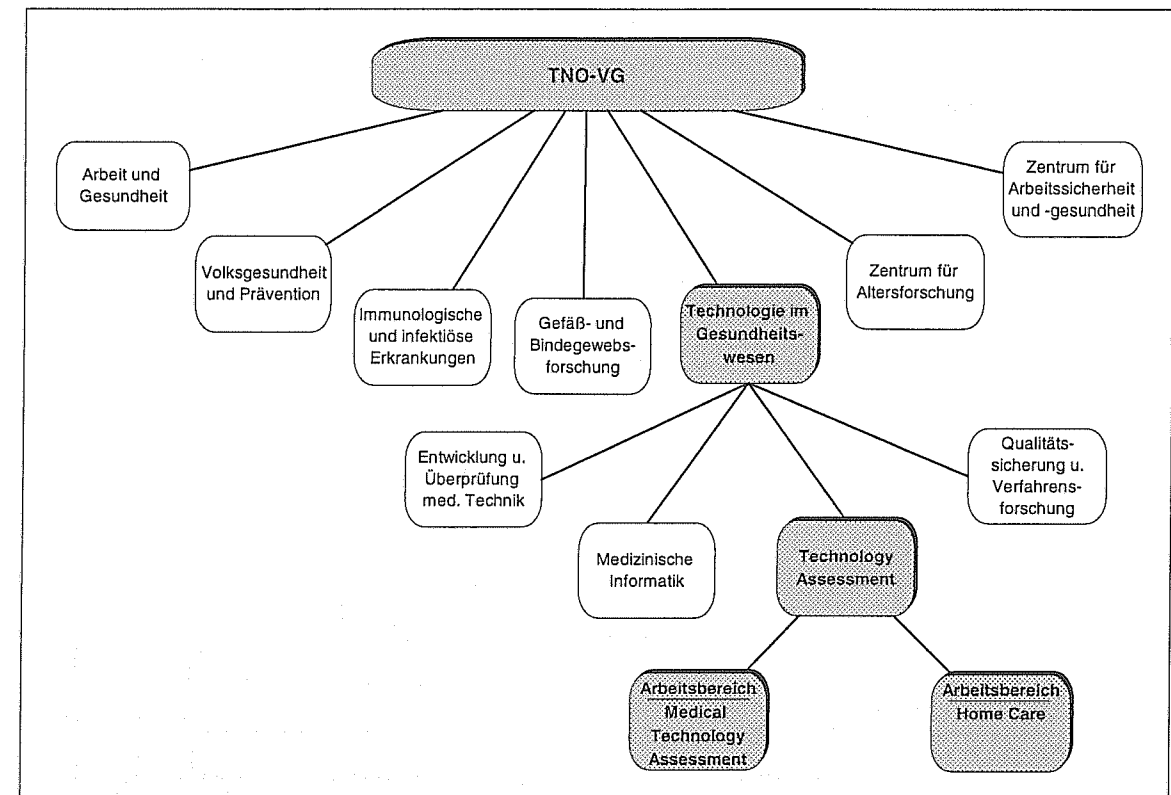 TNO-VG
Arbeit und
Gesundheit
Volksgesundheit
und Prävention
Immunologische
und infektiöse
Erkrankungen
Gefäß- und
Bindegewebs-
forschung
Technologie im
Gesundheits-
wesen
Zentrum für
Altersforschung
Zentrum für
Arbeitssicherheit
und -gesundheit
Entwicklung u.
Überprüfung
med. Technik
Medizinische
Informatik
Technology
Assessment
Qualitäts-
sicherung u.
Verfahrens-
forschung
Arbeitsbereich
Medical
Technology
Assessment
Arbeitsbereich
Home Care